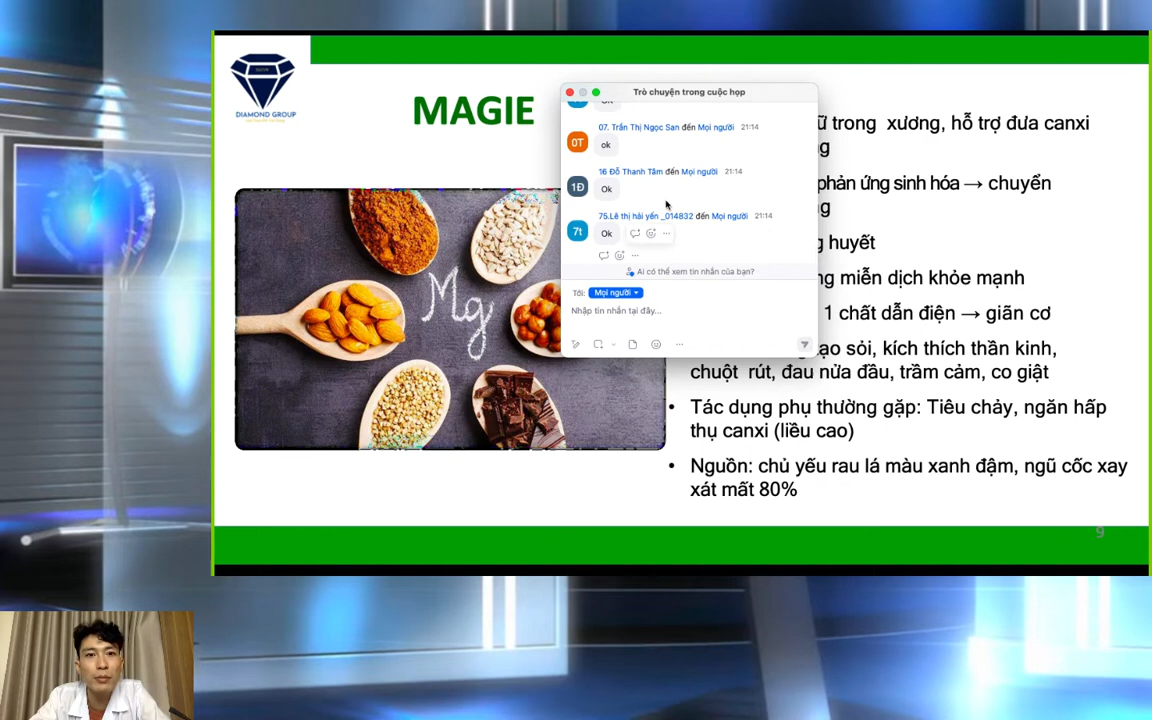 DIAMOND GROUP
MAGIE
Mg
Trò chuyện trong cuộc họp
07. Trần Thị Ngọc San đến Mọi người 21:14
0T
ok
16 Đỗ Thanh Tâm đến Mọi người 21:14
1Đ
Ok
75.Lê thị hải yến _014832 đến Mọi người 21:14
7t
Ok
Ai có thể xem tin nhắn của bạn?
Tới: Mọi người
Nhập tin nhắn tại đây...
trong xương, hỗ trợ đưa canxi
phản ứng sinh hóa → chuyển
huyết
miễn dịch khỏe mạnh
1 chất dẫn điện → giãn cơ
sỏi, kích thích thần kinh,
chuột rút, đau nửa đầu, trầm cảm, co giật
• Tác dụng phụ thường gặp: Tiêu chảy, ngăn hấp
thụ canxi (liều cao)
• Nguồn: chủ yếu rau lá màu xanh đậm, ngũ cốc xay
xát mất 80%
9